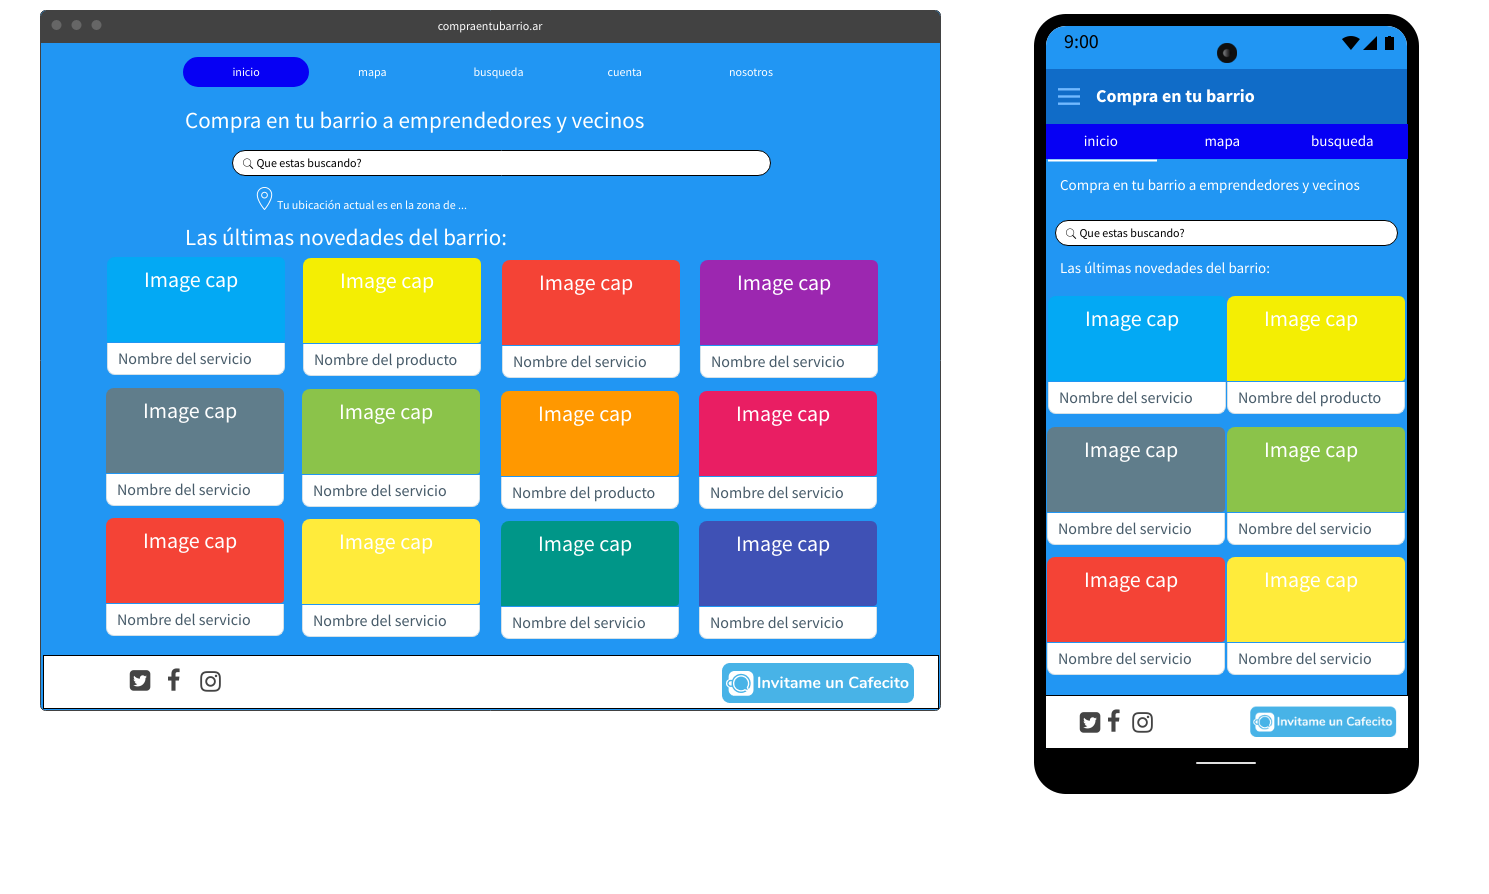 compraentubarrio.ar
inicio mapa busqueda cuenta nosotros
Compra en tu barrio a emprendedores y vecinos
Que estas buscando?
Tu ubicación actual es en la zona de ...
Las últimas novedades del barrio:
Image cap Image cap Image cap Image cap
Nombre del servicio Nombre del producto Nombre del servicio Nombre del servicio
Image cap Image cap Image cap Image cap
Nombre del servicio Nombre del servicio Nombre del producto Nombre del servicio
Image cap Image cap Image cap Image cap
Nombre del servicio Nombre del servicio Nombre del servicio Nombre del servicio
Invitame un Cafecito
9:00
Compra en tu barrio
inicio mapa busqueda
Compra en tu barrio a emprendedores y vecinos
Que estas buscando?
Las últimas novedades del barrio:
Image cap Image cap
Nombre del servicio Nombre del producto
Image cap Image cap
Nombre del servicio Nombre del servicio
Image cap Image cap
Nombre del servicio Nombre del servicio
Invitame un Cafecito